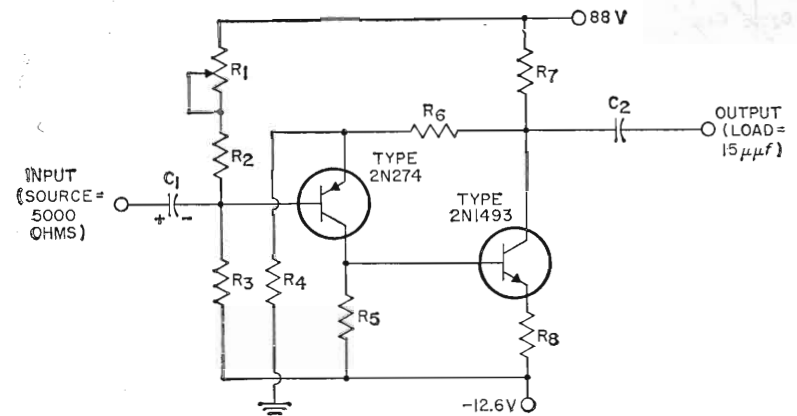 88 V
R1
R7
R6
C2
OUTPUT
(LOAD=
15 μμf)
R2
TYPE
2N274
INPUT
(SOURCE=
5000
OHMS)
C1
+ -
TYPE
2N1493
R3
R4
R5
R8
-12.6V